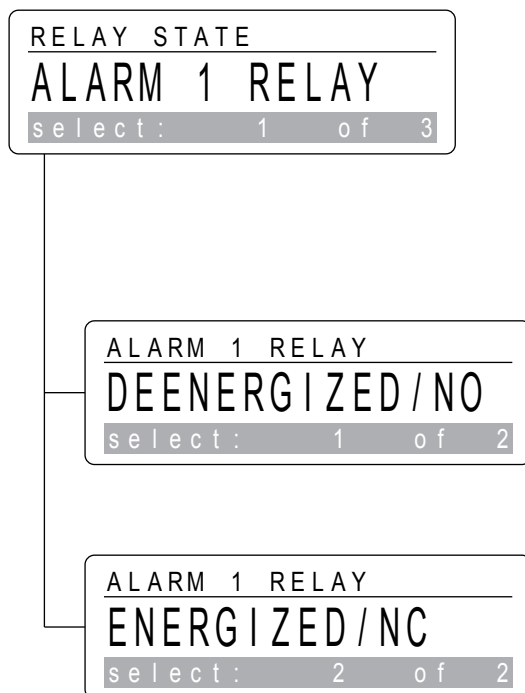 RELAY STATE
ALARM 1 RELAY
select: 1 of 3
ALARM 1 RELAY
DEENERGIZED/NO
select: 1 of 2
ALARM 1 RELAY
ENERGIZED/NC
select: 2 of 2